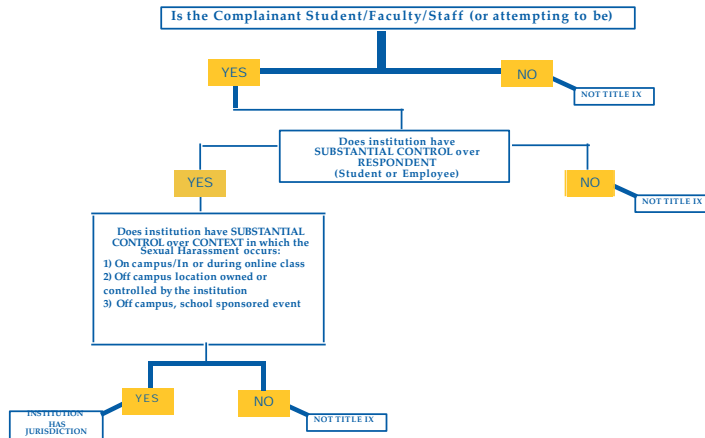 Is the Complainant Student/Faculty/Staff (or attempting to be)
YES
NO
NOT TITLE IX
Does institution have
SUBSTANTIAL CONTROL over
RESPONDENT
(Student or Employee)
YES
NO
NOT TITLE IX
Does institution have SUBSTANTIAL
CONTROL over CONTEXT in which the
Sexual Harassment occurs:
1) On campus/In or during online class
2) Off campus location owned or
controlled by the institution
3) Off campus, school sponsored event
YES
NO
INSTITUTION
HAS
JURISDICTION
NOT TITLE IX